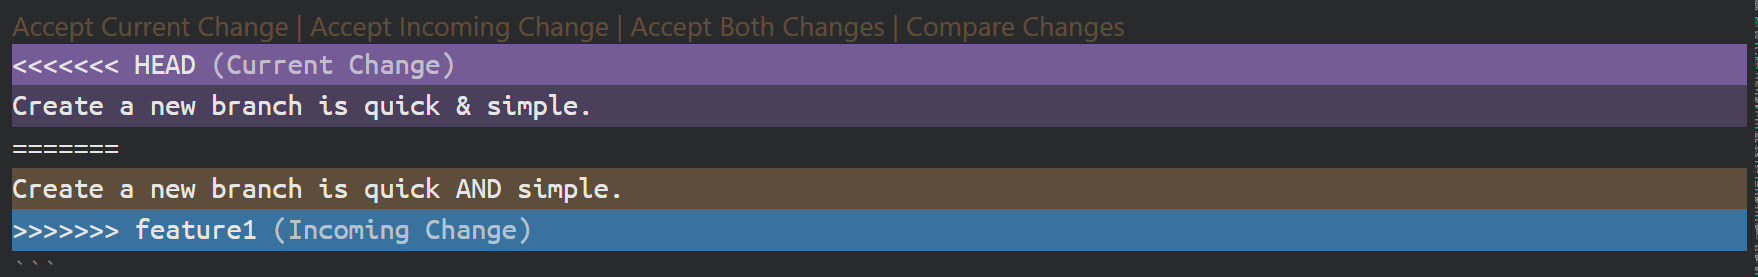 Accept Current Change | Accept Incoming Change | Accept Both Changes | Compare Changes
<<<<<<< HEAD (Current Change)
Create a new branch is quick & simple.
=======
Create a new branch is quick AND simple.
>>>>>>> feature1 (Incoming Change)
```